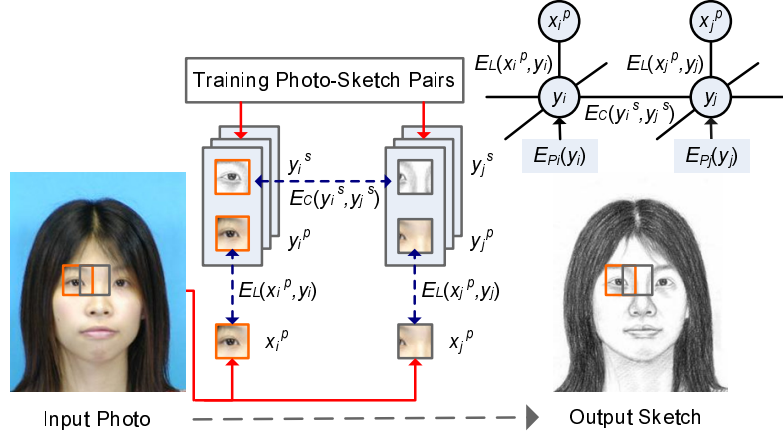 x_i^p x_j^p
E_L(x_i^p,y_i) E_L(x_j^p,y_j)
Training Photo-Sketch Pairs
y_i y_j
E_C(y_i^s,y_j^s)
E_Pi(y_i) E_Pj(y_j)
y_i^s y_j^s
E_C(y_i^s,y_j^s)
y_i^p y_j^p
E_L(x_i^p,y_i) E_L(x_j^p,y_j)
x_i^p x_j^p
Input Photo Output Sketch